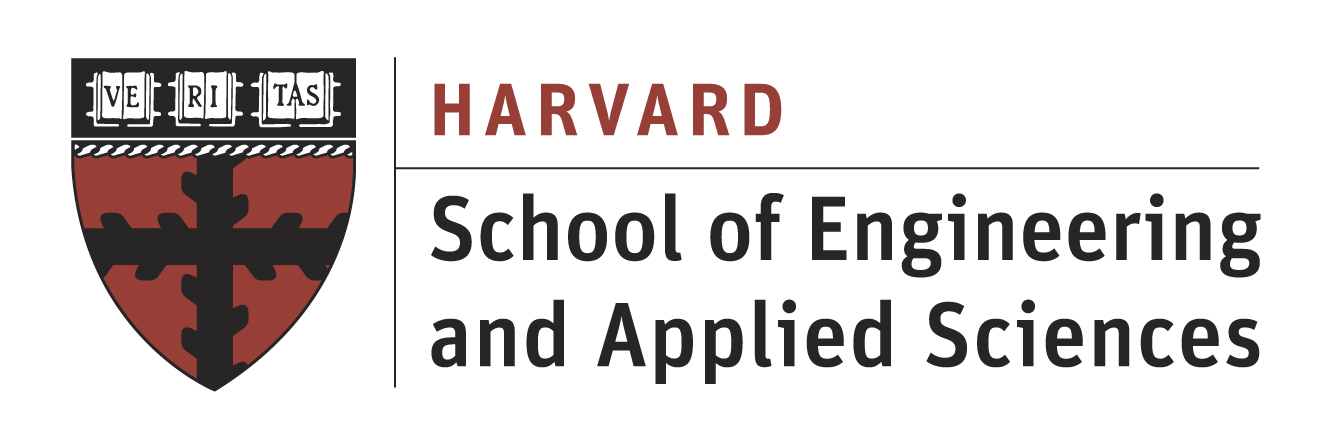 VE RI TAS
HARVARD
School of Engineering
and Applied Sciences